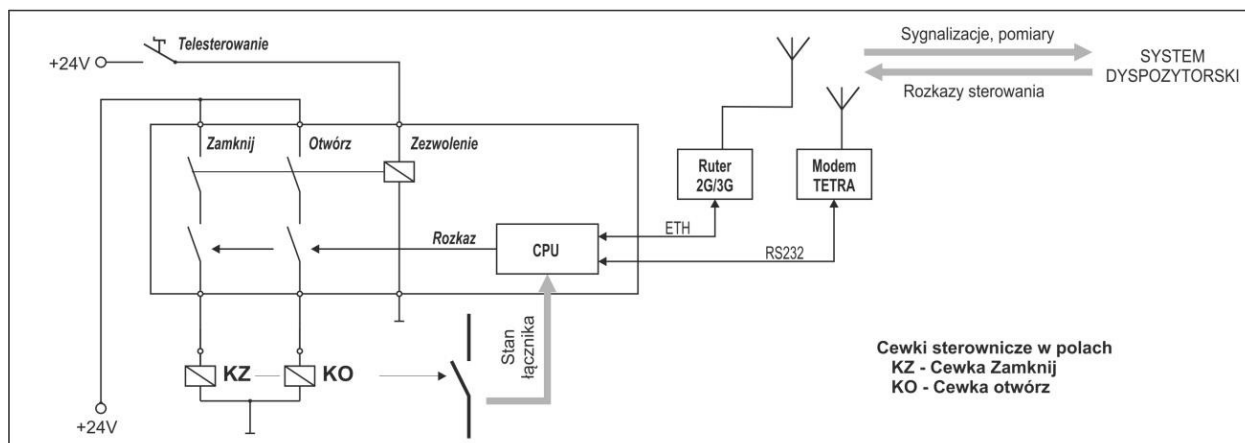 Telesterowanie
+24V
Sygnalizacje, pomiary
SYSTEM
DYSPOZYTORSKI
Rozkazy sterowania
Zamknij
Otwórz
Zezwolenie
Ruter
2G/3G
Modem
TETRA
Rozkaz
CPU
ETH
RS232
Stan
łącznika
KZ
KO
+24V
Cewki sterownicze w polach
KZ - Cewka Zamknij
KO - Cewka otwórz